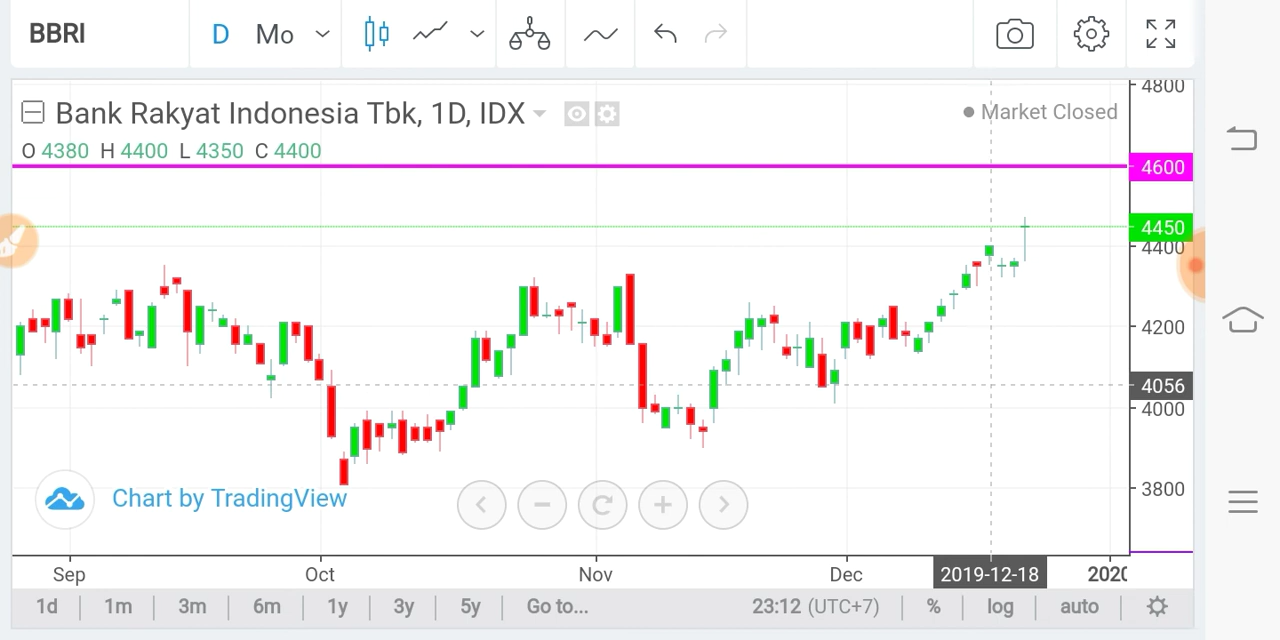 BBRI D Mo
Bank Rakyat Indonesia Tbk, 1D, IDX
Market Closed
O 4380 H 4400 L 4350 C 4400
4800
4600
4450
4400
4200
4056
4000
3800
Chart by TradingView
Sep Oct Nov Dec 2019-12-18 202
1d 1m 3m 6m 1y 3y 5y Go to... 23:12 (UTC+7) % log auto